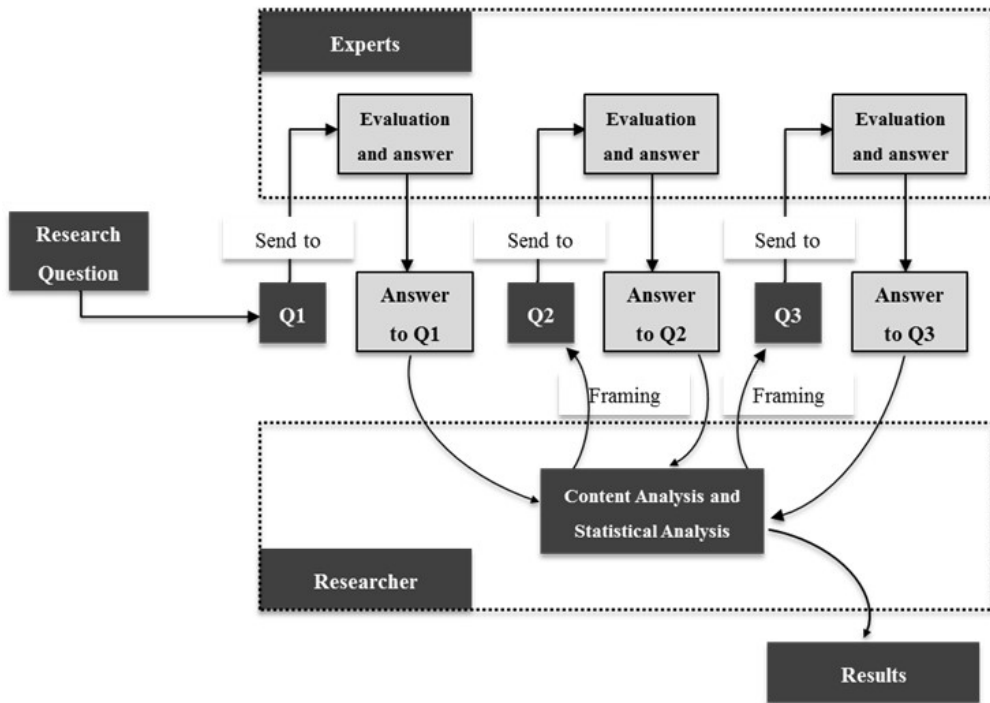 Experts
Evaluation
and answer
Evaluation
and answer
Evaluation
and answer
Research
Question
Send to
Send to
Send to
Q1
Answer
to Q1
Q2
Answer
to Q2
Q3
Answer
to Q3
Framing
Framing
Content Analysis and
Statistical Analysis
Researcher
Results